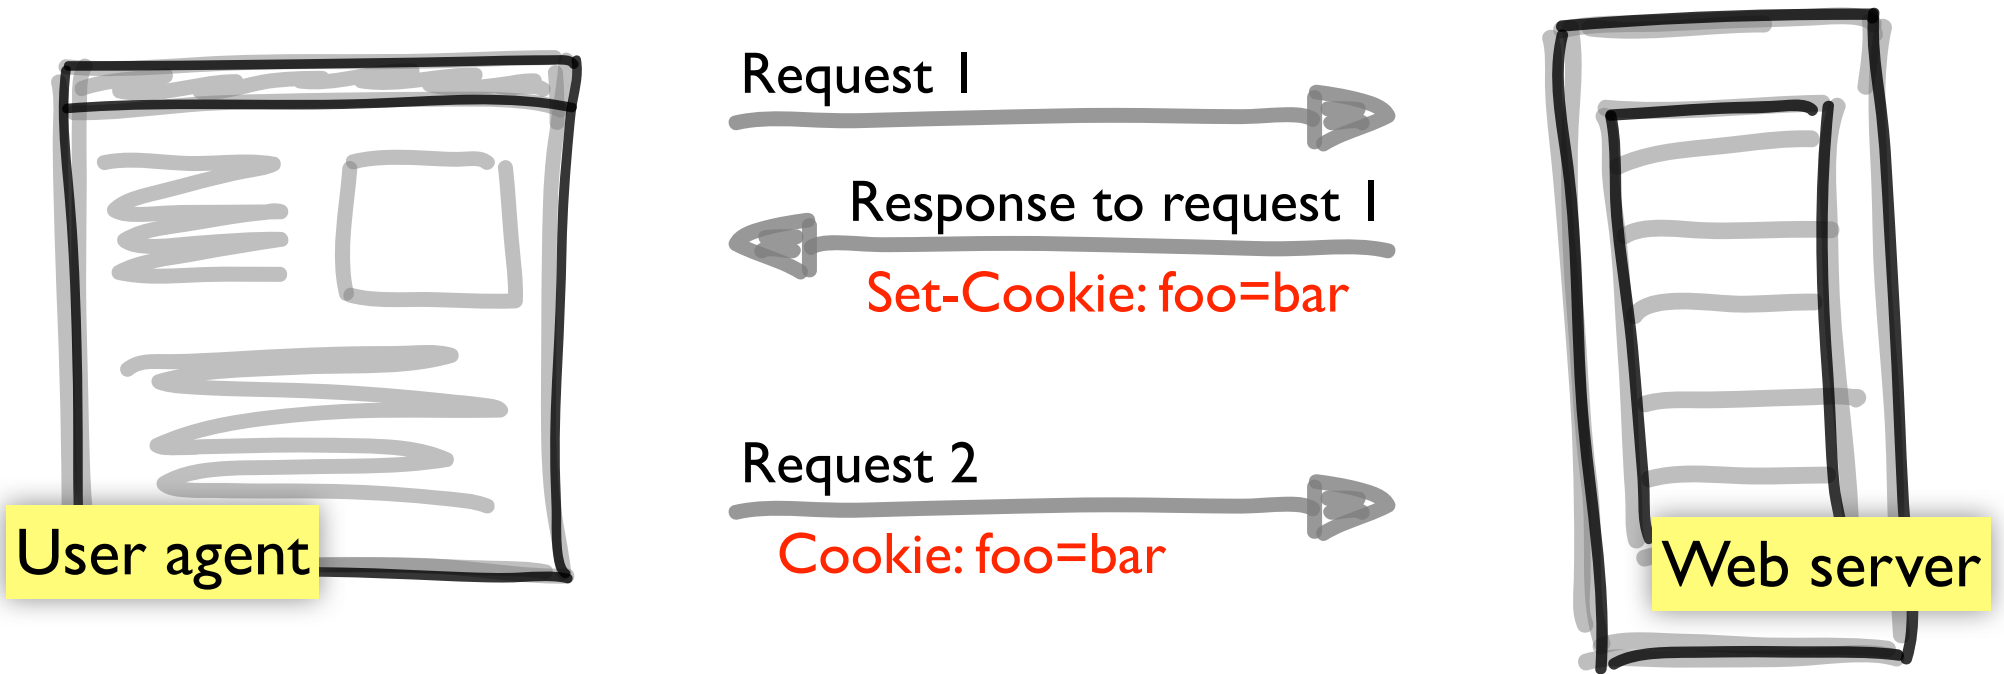 Request 1
Response to request 1
Set-Cookie: foo=bar
Request 2
Cookie: foo=bar
User agent
Web server